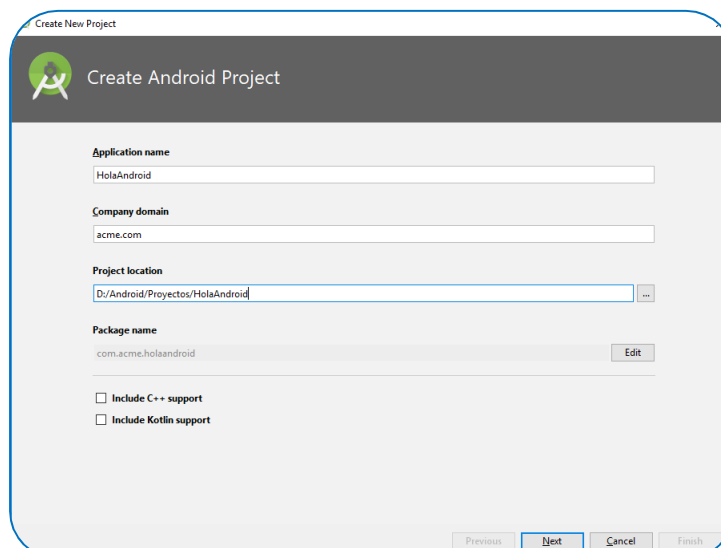 Create New Project
Create Android Project
Application name
HolaAndroid
Company domain
acme.com
Project location
D:/Android/Proyectos/HolaAndroid
...
Package name
com.acme.holaandroid
Edit
Include C++ support
Include Kotlin support
Previous Next Cancel Finish